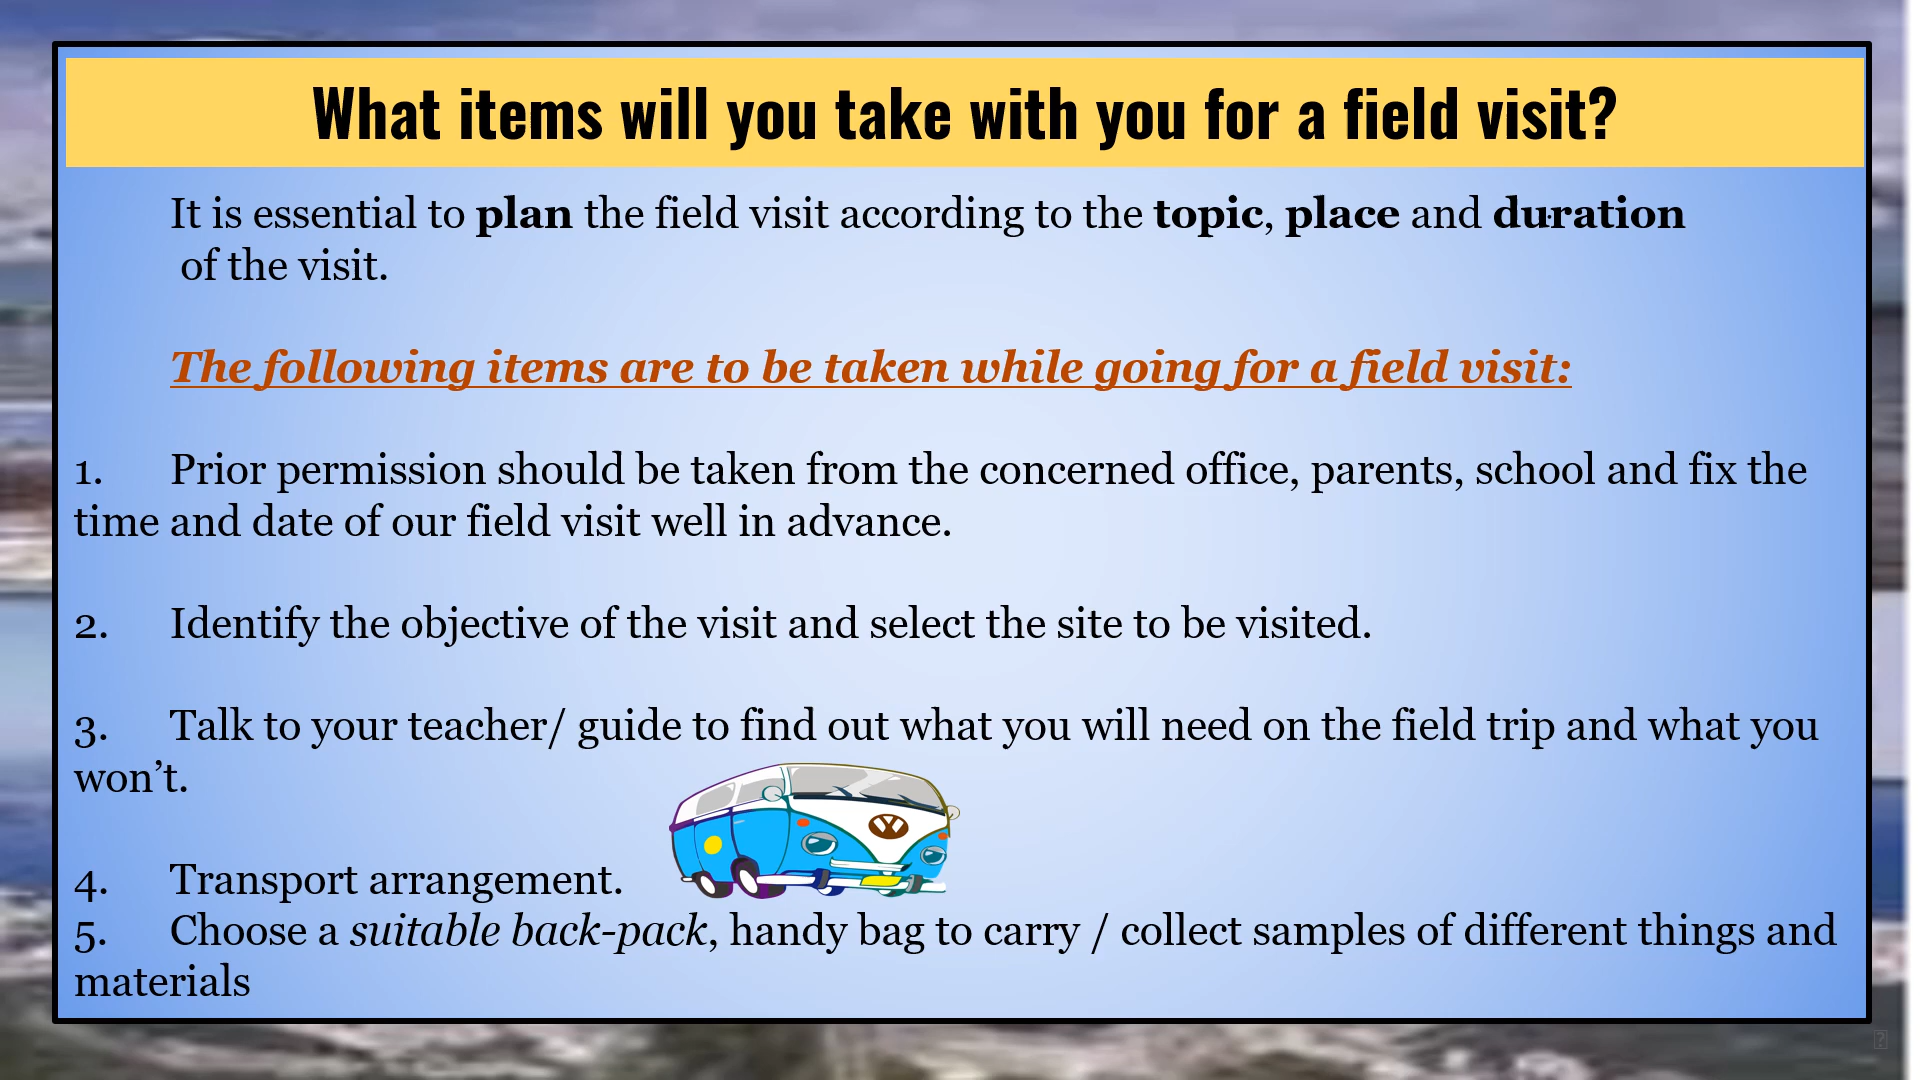 What items will you take with you for a field visit?
It is essential to plan the field visit according to the topic, place and duration
of the visit.
The following items are to be taken while going for a field visit:
1. Prior permission should be taken from the concerned office, parents, school and fix the
time and date of our field visit well in advance.
2. Identify the objective of the visit and select the site to be visited.
3. Talk to your teacher/ guide to find out what you will need on the field trip and what you
won’t.
4. Transport arrangement.
5. Choose a suitable back-pack, handy bag to carry / collect samples of different things and
materials